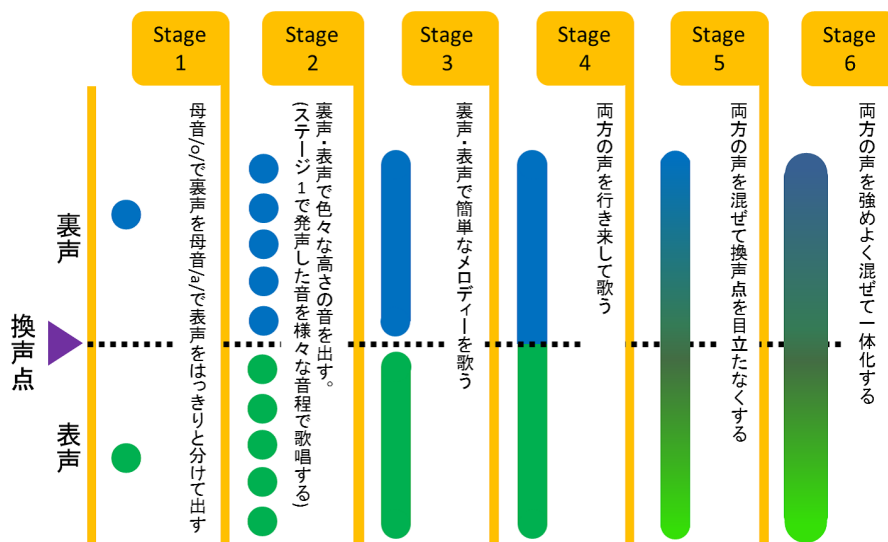 Stage
1
Stage
2
Stage
3
Stage
4
Stage
5
Stage
6
裏声
換声点
表声
母音/o/で裏声を母音/a/で表声をはっきりと分けて出す
裏声・表声で色々な高さの音を出す。
(ステージ1で発声した音を様々な音程で歌唱する)
裏声・表声で簡単なメロディーを歌う
両方の声を行き来して歌う
両方の声を混ぜて換声点を目立たなくする
両方の声を強めよく混ぜて一体化する